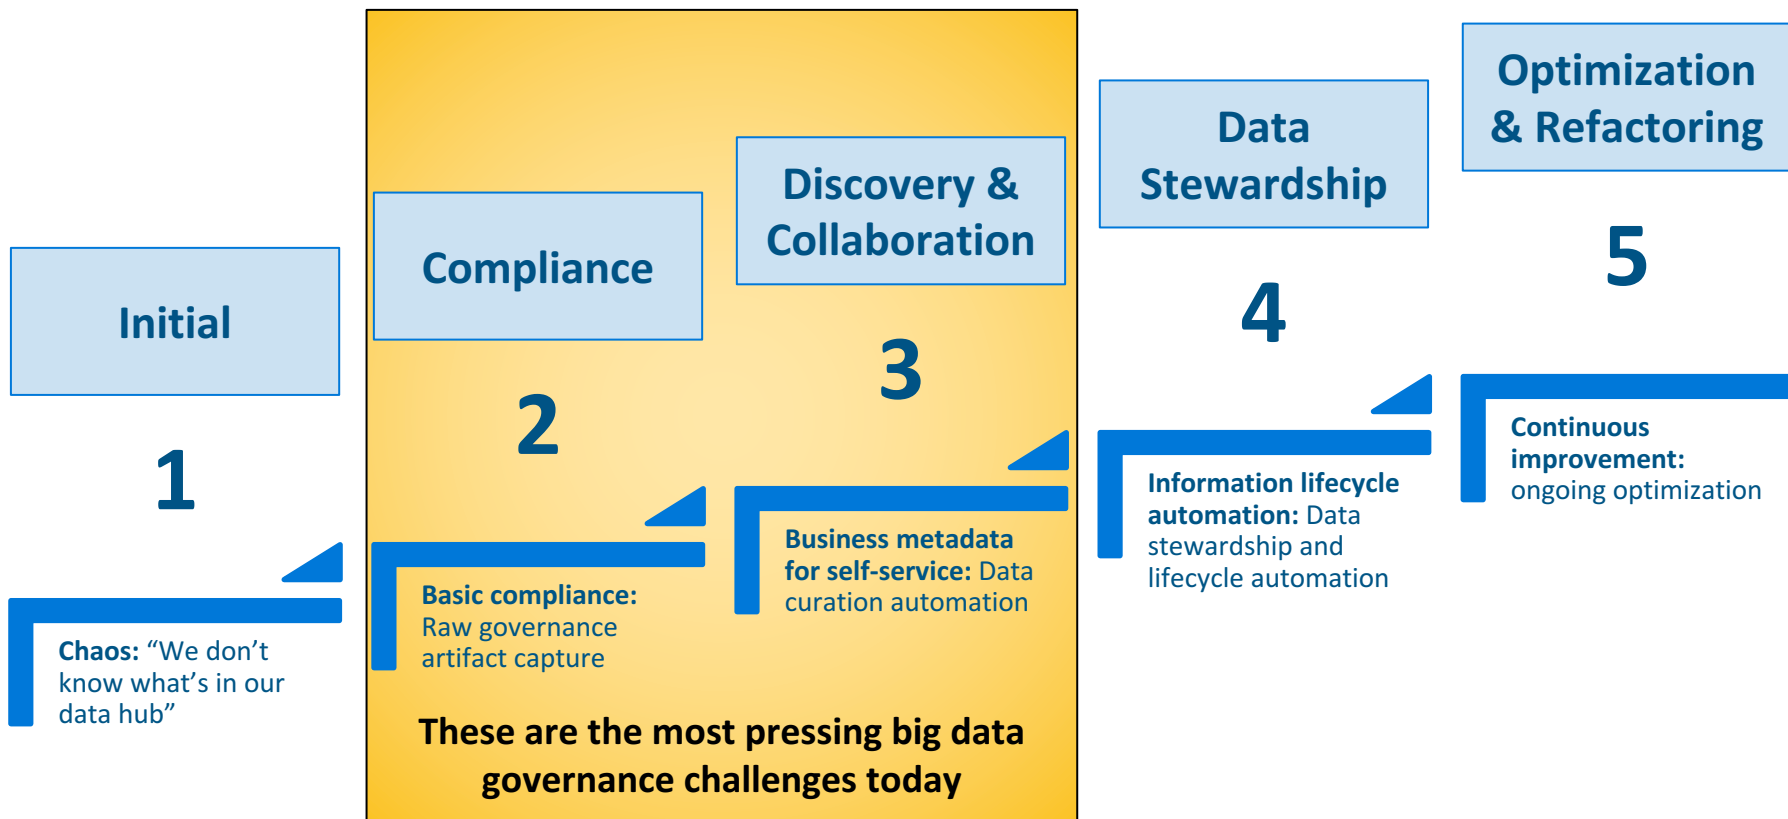 Initial
1
Chaos: “We don’t
know what’s in our
data hub”
Compliance
2
Basic compliance:
Raw governance
artifact capture
Discovery &
Collaboration
3
Business metadata
for self-service: Data
curation automation
These are the most pressing big data
governance challenges today
Data
Stewardship
4
Information lifecycle
automation: Data
stewardship and
lifecycle automation
Optimization
& Refactoring
5
Continuous
improvement:
ongoing optimization